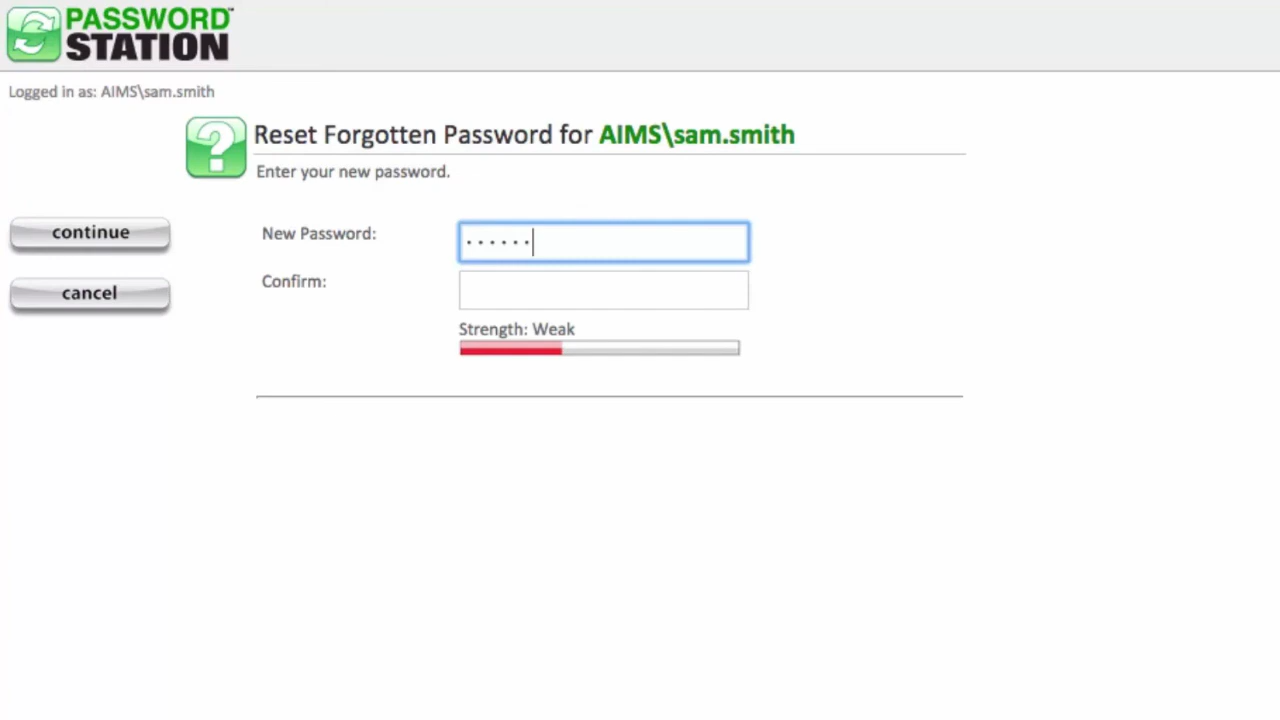 PASSWORD™
STATION
Logged in as: AIMS\sam.smith
Reset Forgotten Password for AIMS\sam.smith
Enter your new password.
continue
New Password: ••••••
Confirm:
cancel
Strength: Weak